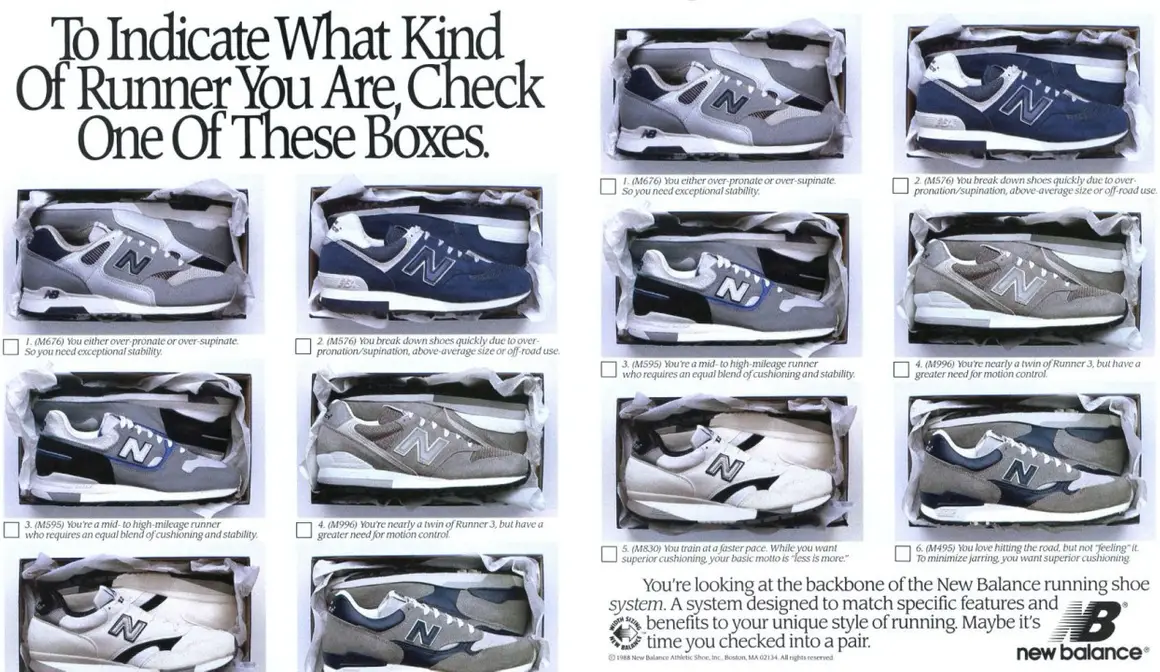 To Indicate What Kind
Of Runner You Are, Check
One Of These Boxes.
1. (M676) You either over-pronate or over-supinate.
So you need exceptional stability.
2. (M576) You break down shoes quickly due to over-
pronation/supination, above-average size or off-road use.
3. (M595) You're a mid- to high-mileage runner
who requires an equal blend of cushioning and stability.
4. (M996) You're nearly a twin of Runner 3, but have a
greater need for motion control.
1. (M676) You either over-pronate or over-supinate.
So you need exceptional stability.
2. (M576) You break down shoes quickly due to over-
pronation/supination, above-average size or off-road use.
3. (M595) You're a mid- to high-mileage runner
who requires an equal blend of cushioning and stability.
4. (M996) You're nearly a twin of Runner 3, but have a
greater need for motion control.
5. (M830) You train at a faster pace. While you want
superior cushioning, your basic motto is "less is more."
6. (M495) You love hitting the road, but not "feeling" it.
To minimize jarring, you want superior cushioning.
You're looking at the backbone of the New Balance running shoe
system. A system designed to match specific features and
benefits to your unique style of running. Maybe it's
time you checked into a pair.
WIDTH SIZING
NEW BALANCE
NB®
new balance®
© 1988 New Balance Athletic Shoe, Inc., Boston, MA 02134. All rights reserved.